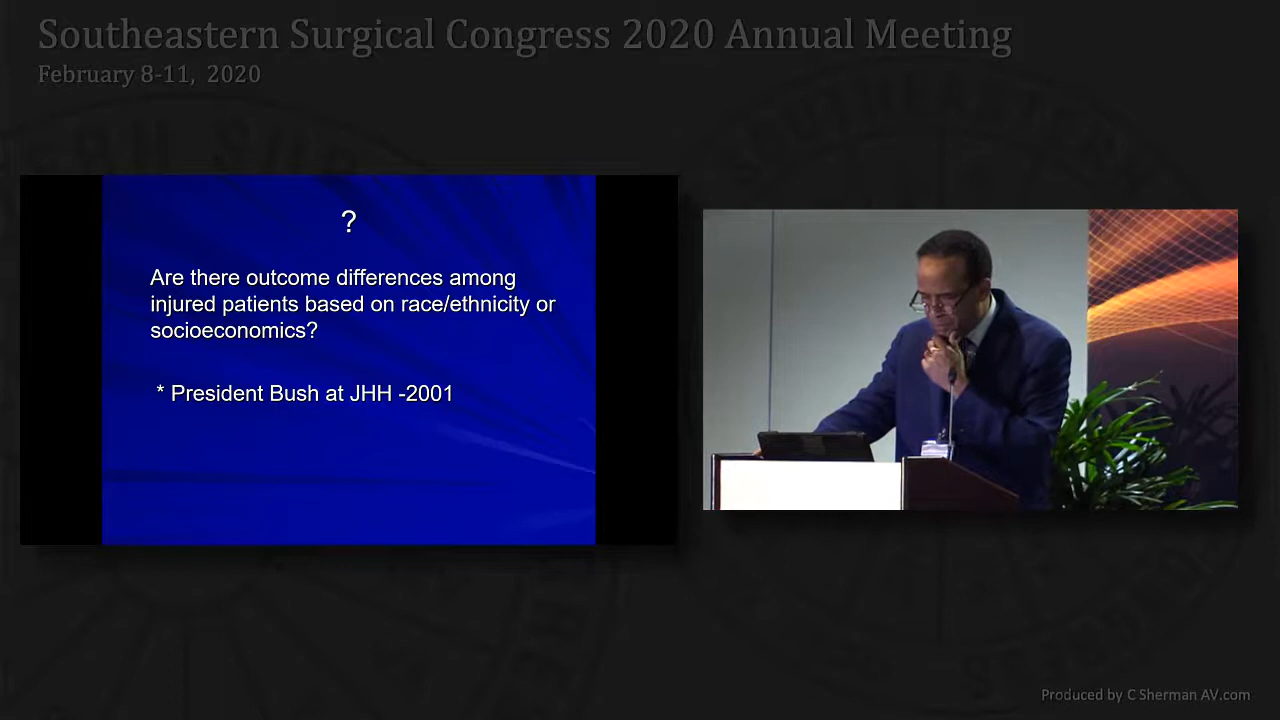 Southeastern Surgical Congress 2020 Annual Meeting
February 8-11, 2020
?
Are there outcome differences among
injured patients based on race/ethnicity or
socioeconomics?
* President Bush at JHH -2001
Produced by C Sherman AV.com